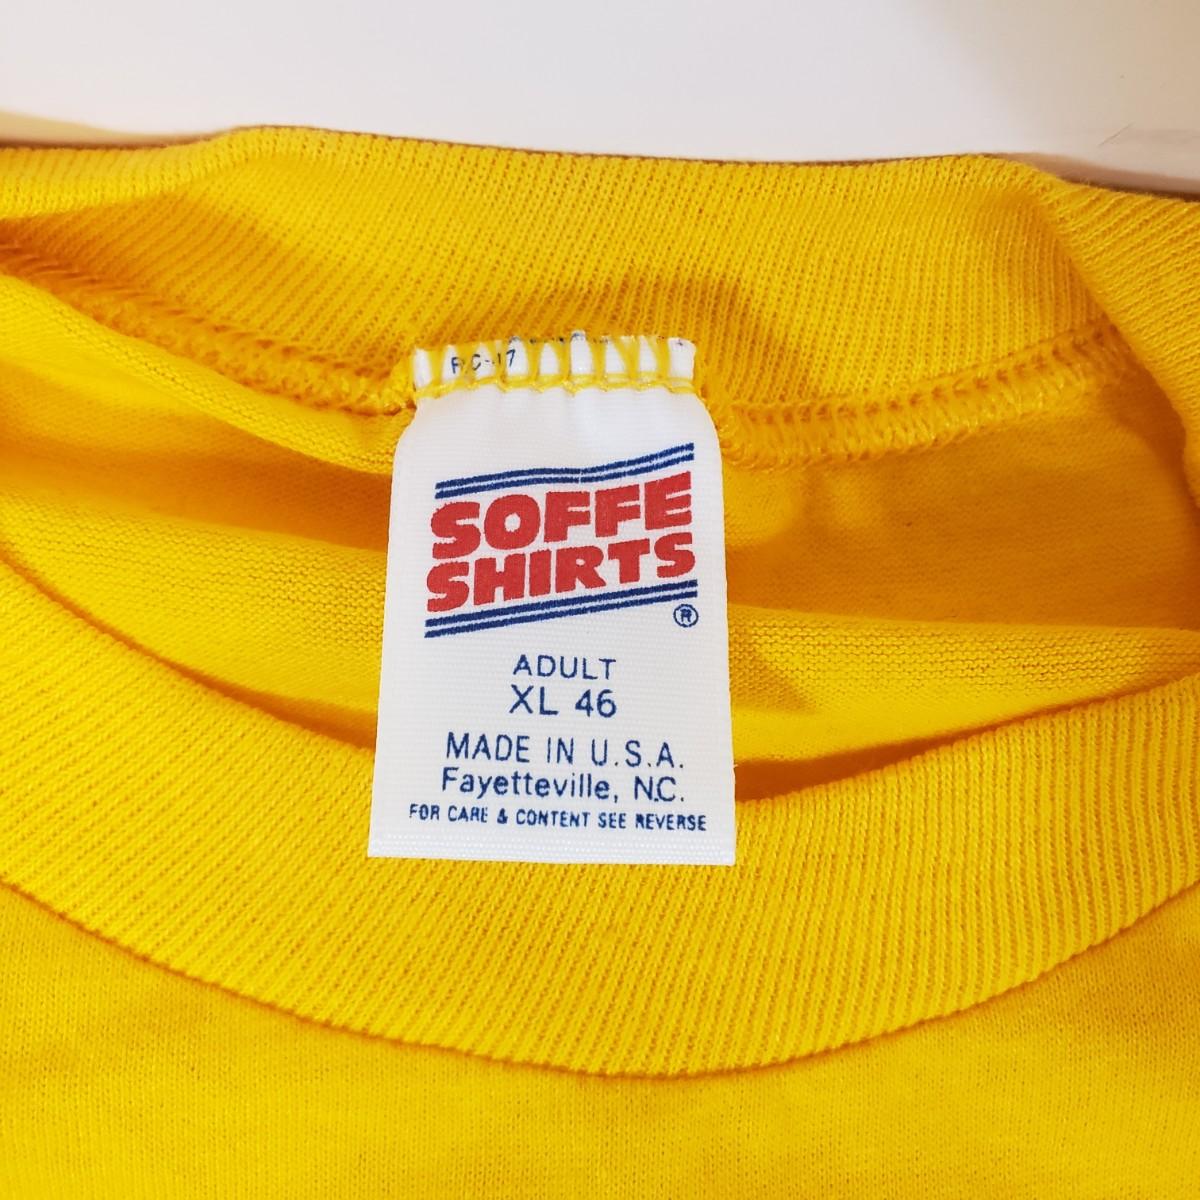 SOFFE
SHIRTS
®
ADULT
XL 46
MADE IN U.S.A.
Fayetteville, N.C.
FOR CARE & CONTENT SEE REVERSE